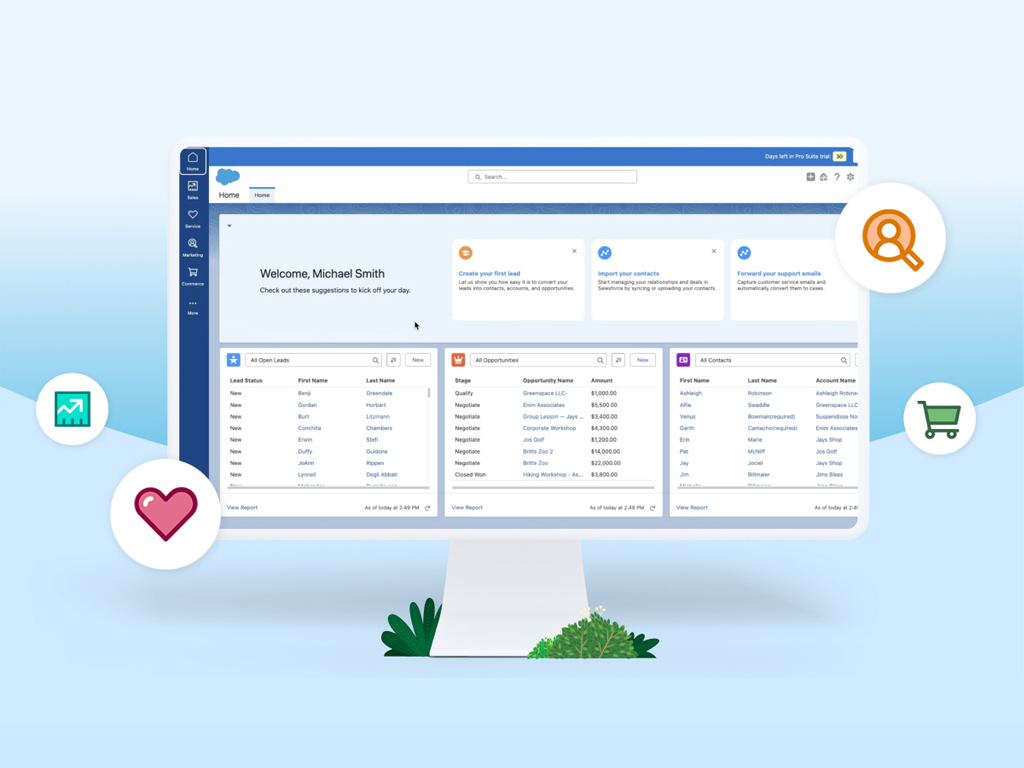 Days left in Pro Suite trial 30
Home
Sales
Service
Marketing
Commerce
More
Search...
Home Home
Welcome, Michael Smith
Check out these suggestions to kick off your day.
Create your first lead
Let us show you how easy it is to convert your
leads into contacts, accounts, and opportunities.
Import your contacts
Start managing your relationships and deals in
Salesforce by syncing or uploading your contacts.
Forward your support emails
Capture customer service emails and
automatically convert them to cases.
All Open Leads New
Lead Status First Name Last Name
New Benji Greendale
New Gordan Horbart
New Burt Litzmann
New Conchita Chambers
New Erwin Stefi
New Duffy Guidone
New JoAnn Rippen
New Lynnell Degli Abbati
View Report As of today at 2:49 PM
All Opportunities New
Stage Opportunity Name Amount
Qualify Greenspace LLC- $1,000.00
Negotiate Enim Associates $5,500.00
Negotiate Group Lesson — Jays ... $3,400.00
Negotiate Corporate Workshop $4,300.00
Negotiate Jos Golf $1,200.00
Negotiate Britts Zoo 2 $14,000.00
Negotiate Britts Zoo $22,000.00
Closed Won Hiking Workshop - As... $3,800.00
View Report As of today at 2:49 PM
All Contacts
First Name Last Name Account Name
Ashleigh Robinson Ashleigh Robinso
Alfie Swaddle Greenspace LLC
Venus Bowman(required) Suspendisse No
Garth Camacho(required) Enim Associates
Erin Marie Jays Shop
Pat McNiff Jos Golf
Jay Jociel Jays Shop
Jim Billmaier Jims Bikes
View Report As of today at 2:4